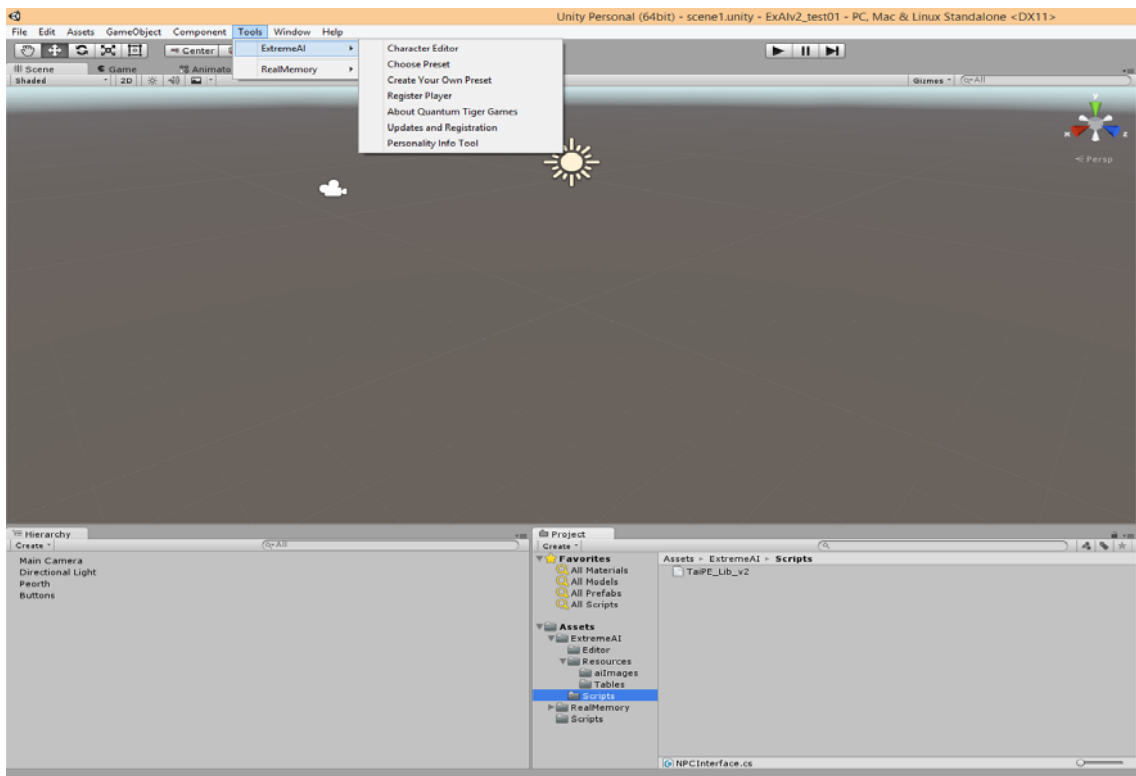 Unity Personal (64bit) - scene1.unity - ExAIv2_test01 - PC, Mac & Linux Standalone <DX11>
File Edit Assets GameObject Component Tools Window Help
Center
ExtremeAI
RealMemory
Character Editor
Choose Preset
Create Your Own Preset
Register Player
About Quantum Tiger Games
Updates and Registration
Personality Info Tool
Scene Game Animato
Shaded 2D Gizmos All
y
x z
Persp
Hierarchy
Create All
Main Camera
Directional Light
Peorth
Buttons
Project
Create
Favorites
All Materials
All Models
All Prefabs
All Scripts
Assets
ExtremeAI
Editor
Resources
aiImages
Tables
Scripts
RealMemory
Scripts
Assets ▸ ExtremeAI ▸ Scripts
TaiPE_Lib_v2
NPCInterface.cs